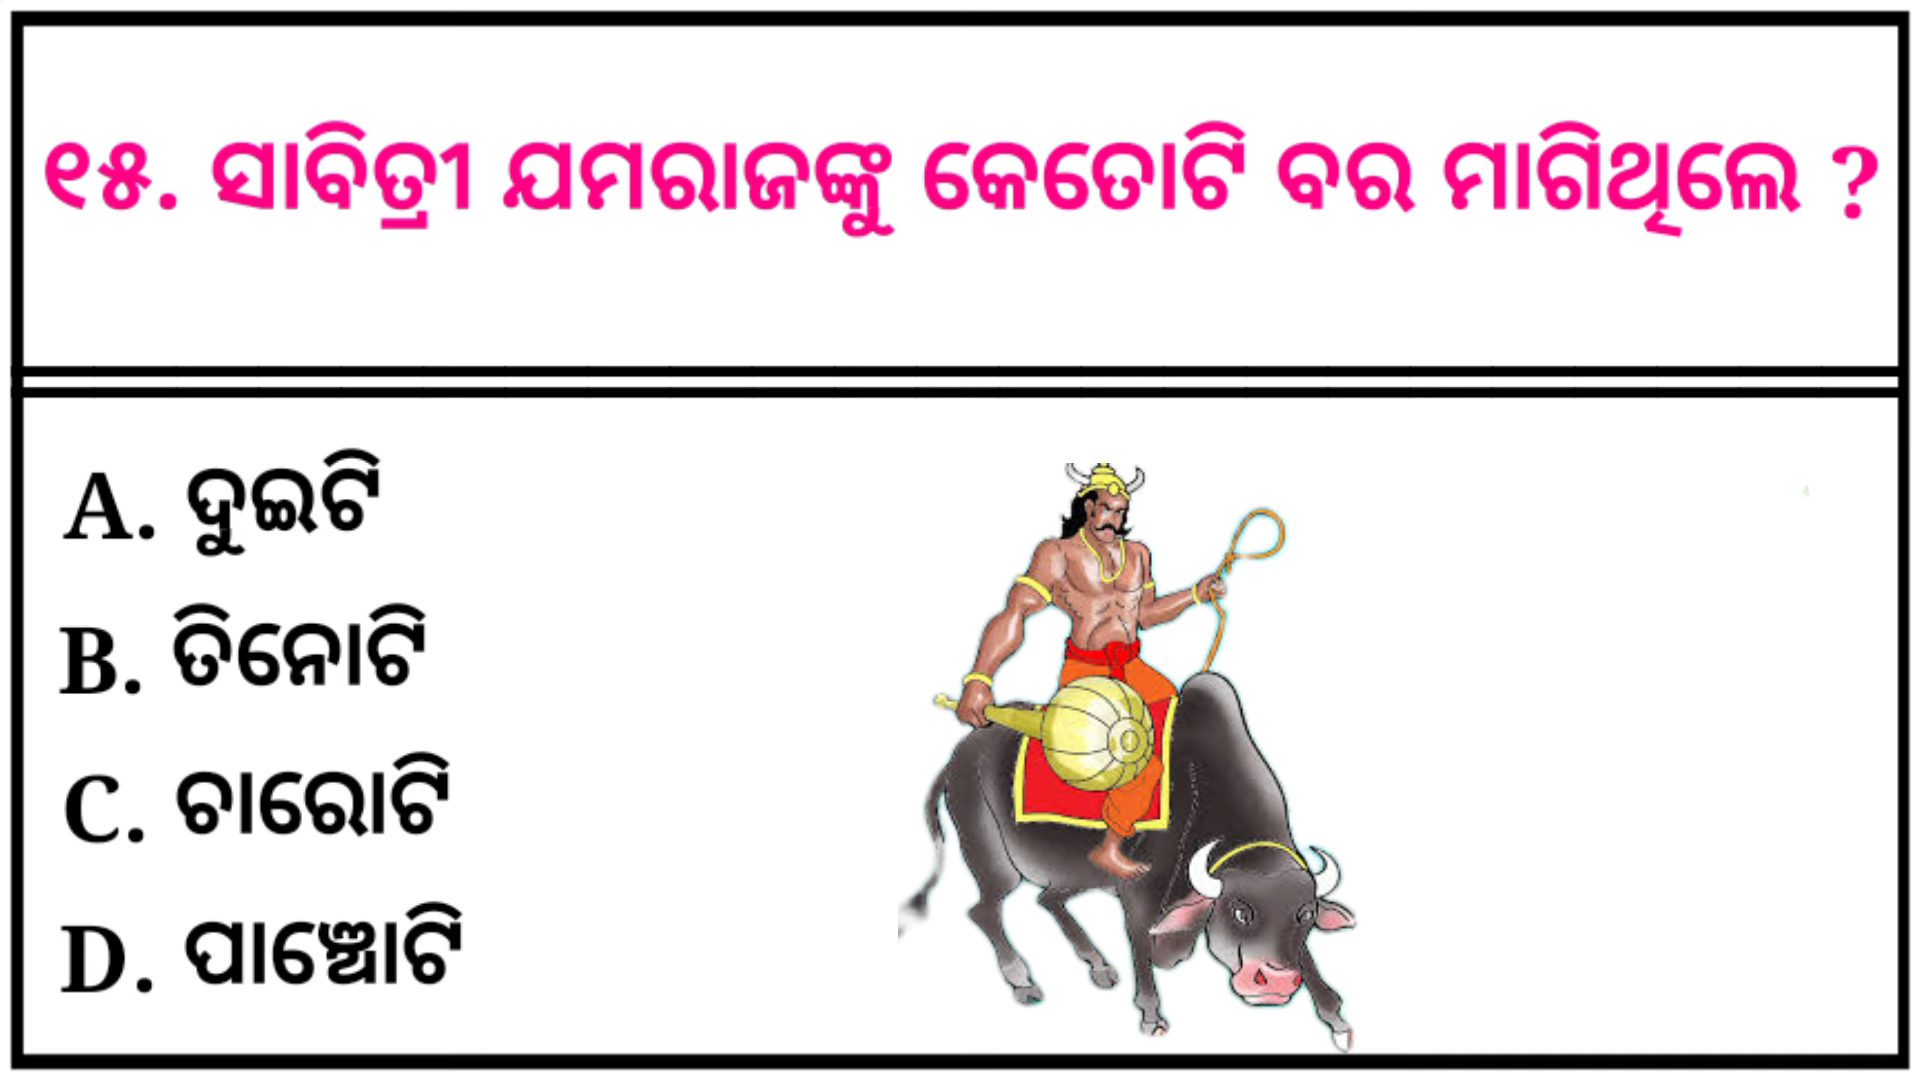 ୧୫. ସାବିତ୍ରୀ ଯମରାଜଙ୍କୁ କେତୋଟି ବର ମାଗିଥିଲେ ?
A. ଦୁଇଟି
B. ତିନୋଟି
C. ଚାରୋଟି
D. ପାଞ୍ଚୋଟି